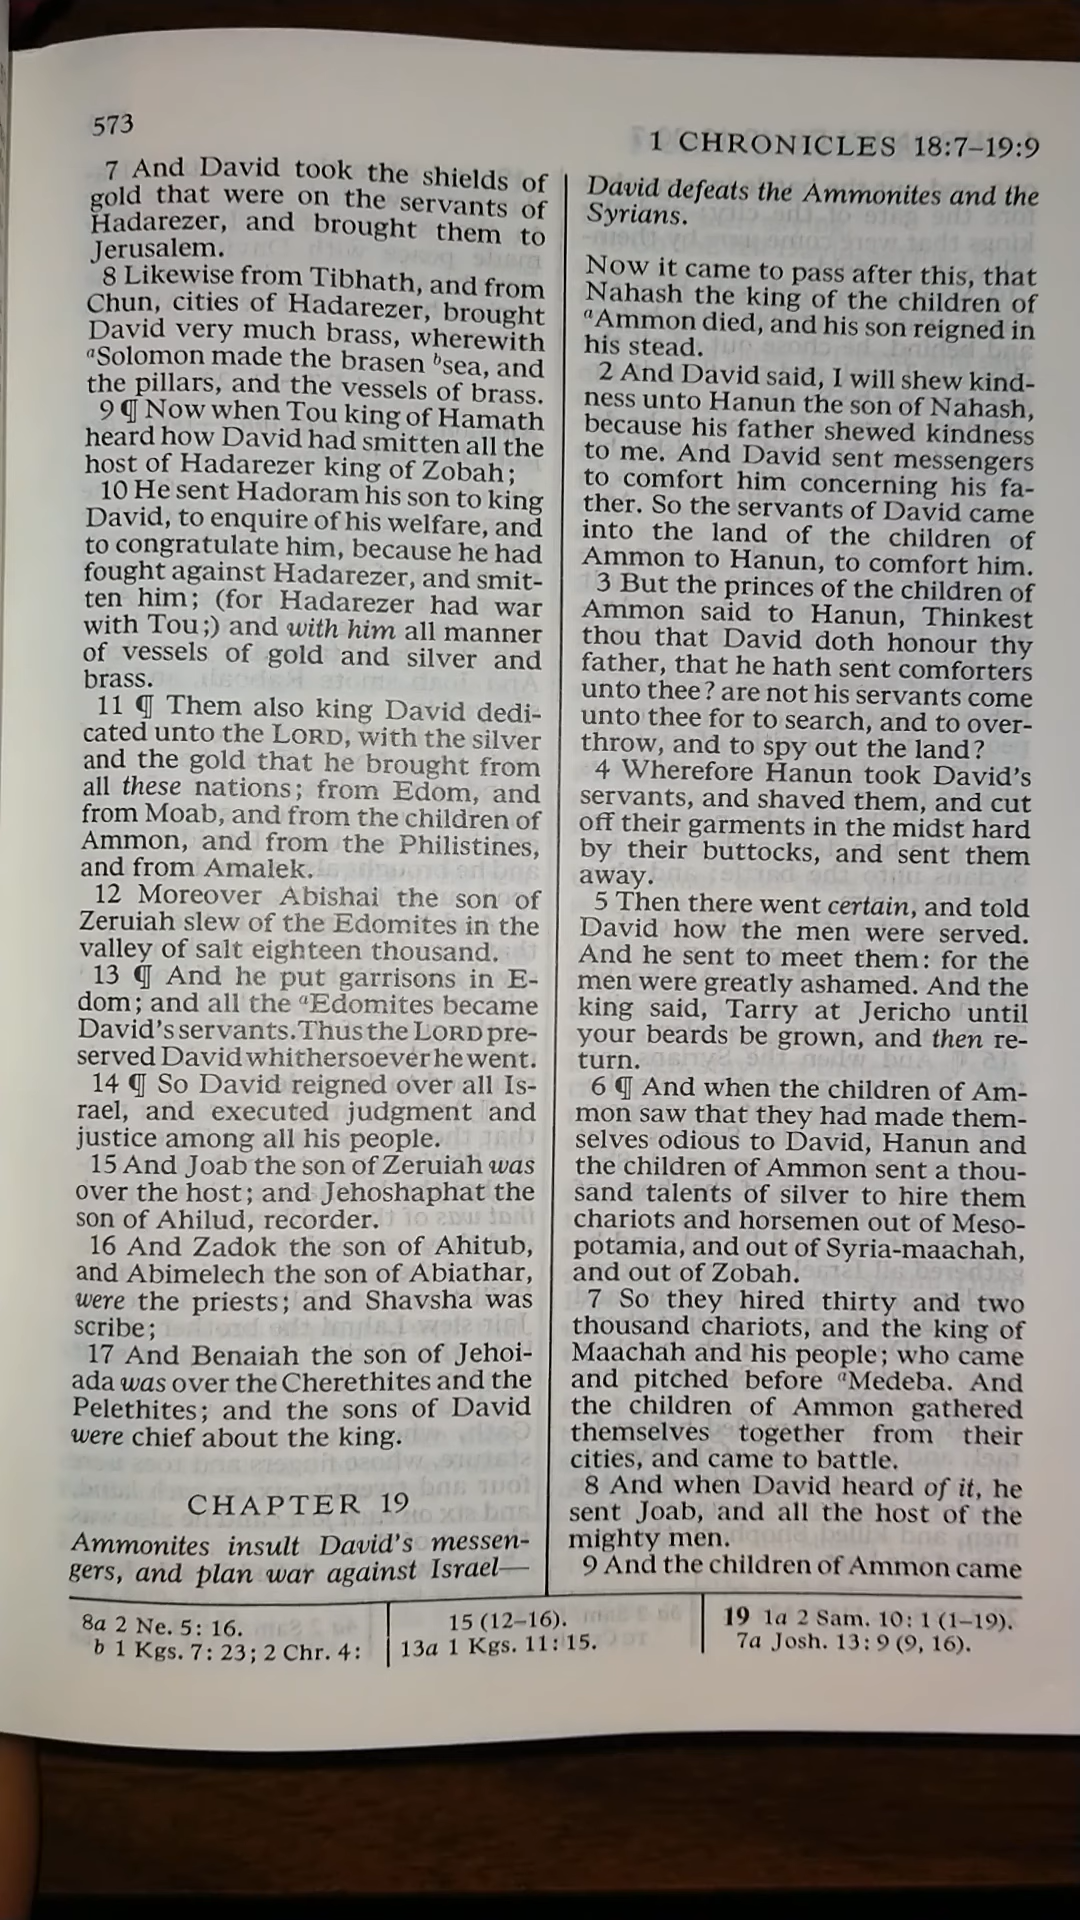 573
1 CHRONICLES 18:7–19:9
7 And David took the shields of
gold that were on the servants of
Hadarezer, and brought them to
Jerusalem.
8 Likewise from Tibhath, and from
Chun, cities of Hadarezer, brought
David very much brass, wherewith
aSolomon made the brasen bsea, and
the pillars, and the vessels of brass.
9 ¶ Now when Tou king of Hamath
heard how David had smitten all the
host of Hadarezer king of Zobah;
10 He sent Hadoram his son to king
David, to enquire of his welfare, and
to congratulate him, because he had
fought against Hadarezer, and smit-
ten him; (for Hadarezer had war
with Tou;) and with him all manner
of vessels of gold and silver and
brass.
11 ¶ Them also king David dedi-
cated unto the LORD, with the silver
and the gold that he brought from
all these nations; from Edom, and
from Moab, and from the children of
Ammon, and from the Philistines,
and from Amalek.
12 Moreover Abishai the son of
Zeruiah slew of the Edomites in the
valley of salt eighteen thousand.
13 ¶ And he put garrisons in E-
dom; and all the aEdomites became
David's servants. Thus the LORD pre-
served David whithersoever he went.
14 ¶ So David reigned over all Is-
rael, and executed judgment and
justice among all his people.
15 And Joab the son of Zeruiah was
over the host; and Jehoshaphat the
son of Ahilud, recorder.
16 And Zadok the son of Ahitub,
and Abimelech the son of Abiathar,
were the priests; and Shavsha was
scribe;
17 And Benaiah the son of Jehoi-
ada was over the Cherethites and the
Pelethites; and the sons of David
were chief about the king.
CHAPTER 19
Ammonites insult David's messen-
gers, and plan war against Israel—
David defeats the Ammonites and the
Syrians.
Now it came to pass after this, that
Nahash the king of the children of
aAmmon died, and his son reigned in
his stead.
2 And David said, I will shew kind-
ness unto Hanun the son of Nahash,
because his father shewed kindness
to me. And David sent messengers
to comfort him concerning his fa-
ther. So the servants of David came
into the land of the children of
Ammon to Hanun, to comfort him.
3 But the princes of the children of
Ammon said to Hanun, Thinkest
thou that David doth honour thy
father, that he hath sent comforters
unto thee? are not his servants come
unto thee for to search, and to over-
throw, and to spy out the land?
4 Wherefore Hanun took David's
servants, and shaved them, and cut
off their garments in the midst hard
by their buttocks, and sent them
away.
5 Then there went certain, and told
David how the men were served.
And he sent to meet them: for the
men were greatly ashamed. And the
king said, Tarry at Jericho until
your beards be grown, and then re-
turn.
6 ¶ And when the children of Am-
mon saw that they had made them-
selves odious to David, Hanun and
the children of Ammon sent a thou-
sand talents of silver to hire them
chariots and horsemen out of Meso-
potamia, and out of Syria-maachah,
and out of Zobah.
7 So they hired thirty and two
thousand chariots, and the king of
Maachah and his people; who came
and pitched before aMedeba. And
the children of Ammon gathered
themselves together from their
cities, and came to battle.
8 And when David heard of it, he
sent Joab, and all the host of the
mighty men.
9 And the children of Ammon came
8a 2 Ne. 5: 16.
b 1 Kgs. 7: 23; 2 Chr. 4:
15 (12–16).
13a 1 Kgs. 11: 15.
19 1a 2 Sam. 10: 1 (1–19).
7a Josh. 13: 9 (9, 16).